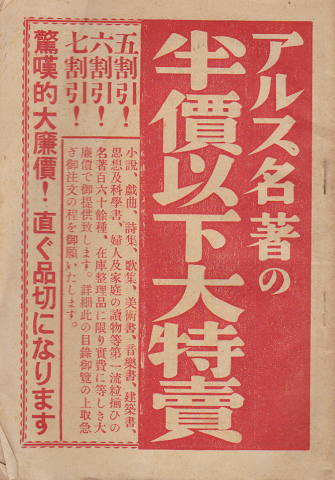 アルス名著の
半價以下大特賣
五割引！
六割引！
七割引！
小說、戲曲、詩集、歌集、美術書、音樂書、建築書、
思想及科學書、婦人及家庭の讀物等第一流粒揃ひの
名著百六十餘種、在庫整理品に限り實費に等しき大
廉價で御提供致します。詳細此の目錄御覽の上取急
ぎ御注文の程を御願いたします。
驚嘆的大廉價！直ぐ品切になります